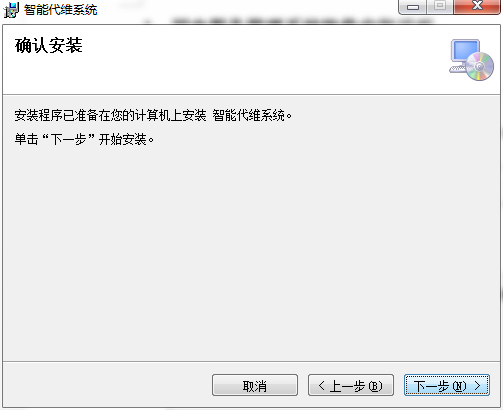 智能代维系统
确认安装
安装程序已准备在您的计算机上安装 智能代维系统。
单击“下一步”开始安装。
取消
< 上一步(B)
下一步(N) >